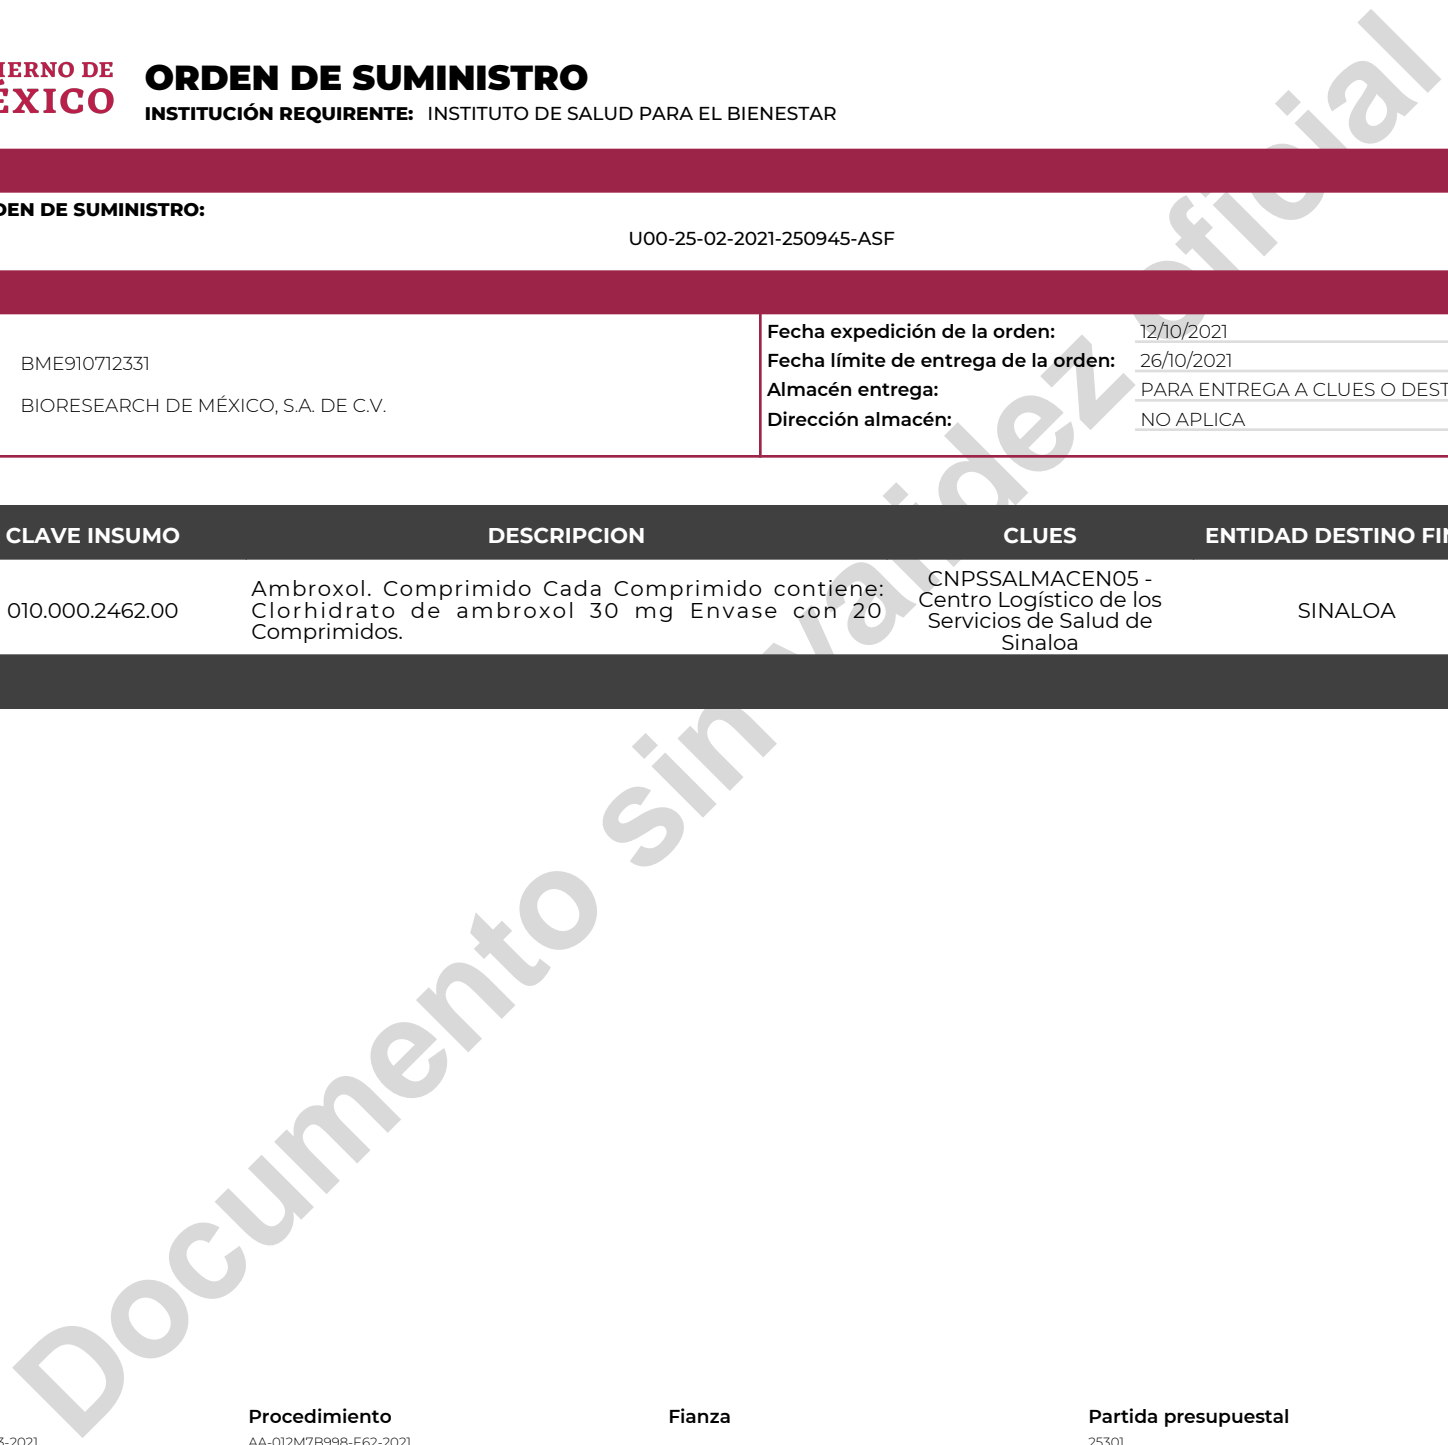 ORDEN DE SUMINISTRO
INSTITUCIÓN REQUIRENTE: INSTITUTO DE SALUD PARA EL BIENESTAR
DE SUMINISTRO:
U00-25-02-2021-250945-ASF
BME910712331
BIORESEARCH DE MÉXICO, S.A. DE C.V.
Fecha expedición de la orden: 12/10/2021
Fecha límite de entrega de la orden: 26/10/2021
Almacén entrega: PARA ENTREGA A CLUES O DEST
Dirección almacén: NO APLICA
CLAVE INSUMO DESCRIPCION CLUES ENTIDAD DESTINO FIN
010.000.2462.00
Ambroxol. Comprimido Cada Comprimido contiene:
Clorhidrato de ambroxol 30 mg Envase con 20
Comprimidos.
CNPSSALMACEN05 -
Centro Logístico de los
Servicios de Salud de
Sinaloa
SINALOA
Documento sin validez oficial
Procedimiento Fianza Partida presupuestal
-2021 AA-012M7B998-E62-2021 25301